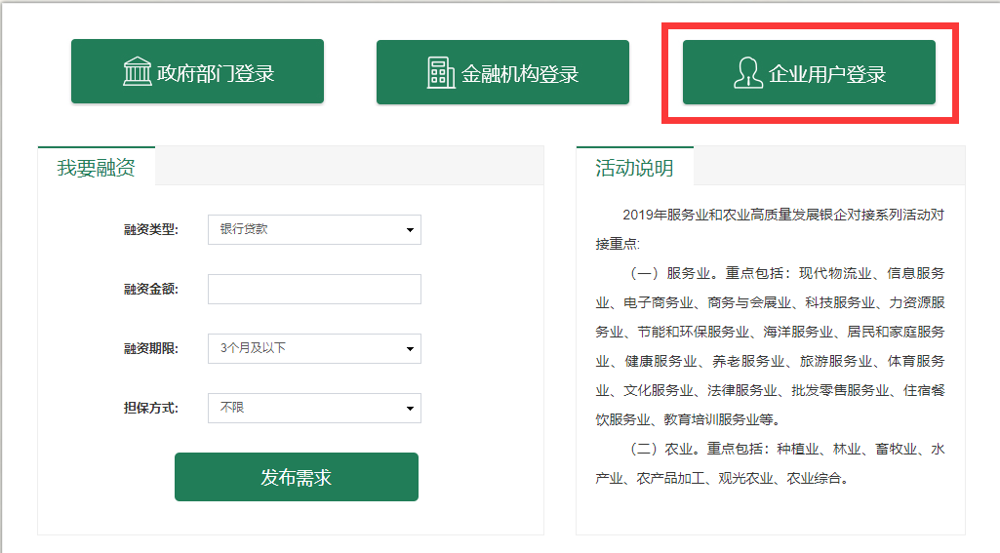 政府部门登录
金融机构登录
企业用户登录
我要融资
融资类型:
银行贷款
融资金额:
融资期限:
3个月及以下
担保方式:
不限
发布需求
活动说明
2019年服务业和农业高质量发展银企对接系列活动对
接重点:
（一）服务业。重点包括：现代物流业、信息服务
业、电子商务业、商务与会展业、科技服务业、力资源服
务业、节能和环保服务业、海洋服务业、居民和家庭服务
业、健康服务业、养老服务业、旅游服务业、体育服务
业、文化服务业、法律服务业、批发零售服务业、住宿餐
饮服务业、教育培训服务业等。
（二）农业。重点包括：种植业、林业、畜牧业、水
产业、农产品加工、观光农业、农业综合。